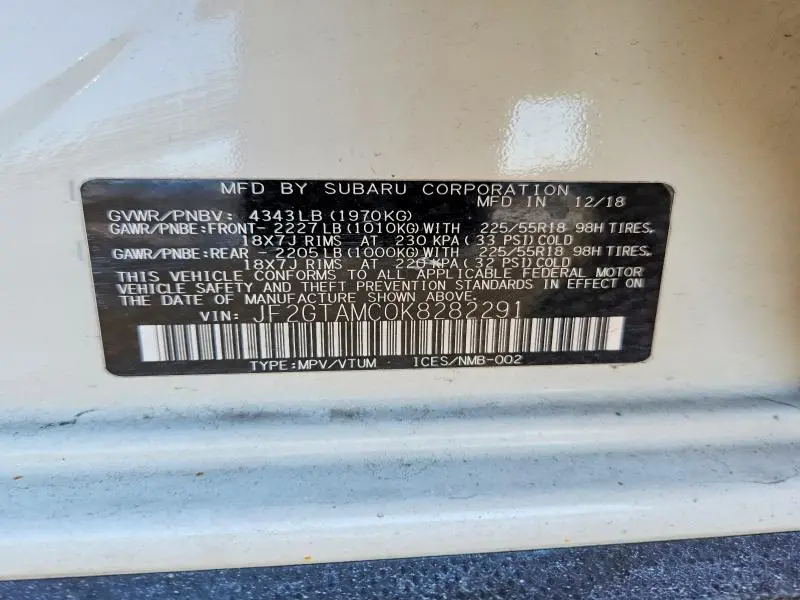 MFD BY SUBARU CORPORATION
MFD IN 12/18
GVWR/PNBV: 4343LB (1970KG)
GAWR/PNBE:FRONT- 2227LB (1010KG) WITH 225/55R18 98H TIRES.
18X7J RIMS AT 230 KPA ( 33 PSI) COLD
GAWR/PNBE:REAR - 2205LB (1000KG) WITH 225/55R18 98H TIRES.
18X7J RIMS AT 220 KPA ( 32 PSI) COLD
THIS VEHICLE CONFORMS TO ALL APPLICABLE FEDERAL MOTOR
VEHICLE SAFETY AND THEFT PREVENTION STANDARDS IN EFFECT ON
THE DATE OF MANUFACTURE SHOWN ABOVE.
VIN: JF2GTAMC0K8282291
TYPE:MPV/VTUM ICES/NMB-002